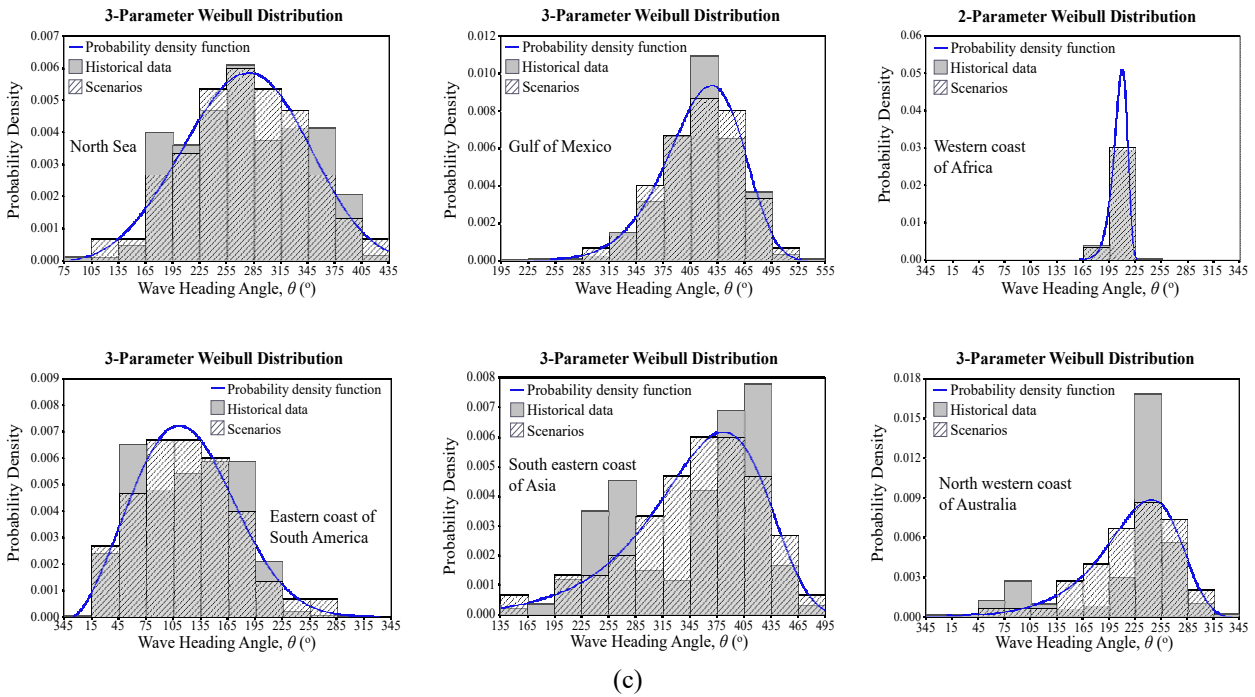 3-Parameter Weibull Distribution
Probability Density
0.007
0.006
0.005
0.004
0.003
0.002
0.001
0.000
Probability density function
Historical data
Scenarios
North Sea
75 105 135 165 195 225 255 285 315 345 375 405 435
Wave Heading Angle, θ (°)
3-Parameter Weibull Distribution
Probability Density
0.012
0.010
0.008
0.006
0.004
0.002
0.000
Probability density function
Historical data
Scenarios
Gulf of Mexico
195 225 255 285 315 345 375 405 435 465 495 525 555
Wave Heading Angle, θ (°)
2-Parameter Weibull Distribution
Probability Density
0.06
0.05
0.04
0.03
0.02
0.01
0.00
Probability density function
Historical data
Scenarios
Western coast
of Africa
345 15 45 75 105 135 165 195 225 255 285 315 345
Wave Heading Angle, θ (°)
3-Parameter Weibull Distribution
Probability Density
0.009
0.008
0.006
0.005
0.003
0.002
0.000
Probability density function
Historical data
Scenarios
Eastern coast of
South America
345 15 45 75 105 135 165 195 225 255 285 315 345
Wave Heading Angle, θ (°)
3-Parameter Weibull Distribution
Probability Density
0.008
0.007
0.006
0.005
0.004
0.003
0.002
0.001
0.000
Probability density function
Historical data
Scenarios
South eastern coast
of Asia
135 165 195 225 255 285 315 345 375 405 435 465 495
Wave Heading Angle, θ (°)
3-Parameter Weibull Distribution
Probability Density
0.018
0.015
0.012
0.009
0.006
0.003
0.000
Probability density function
Historical data
Scenarios
North western coast
of Australia
345 15 45 75 105 135 165 195 225 255 285 315 345
Wave Heading Angle, θ (°)
(c)